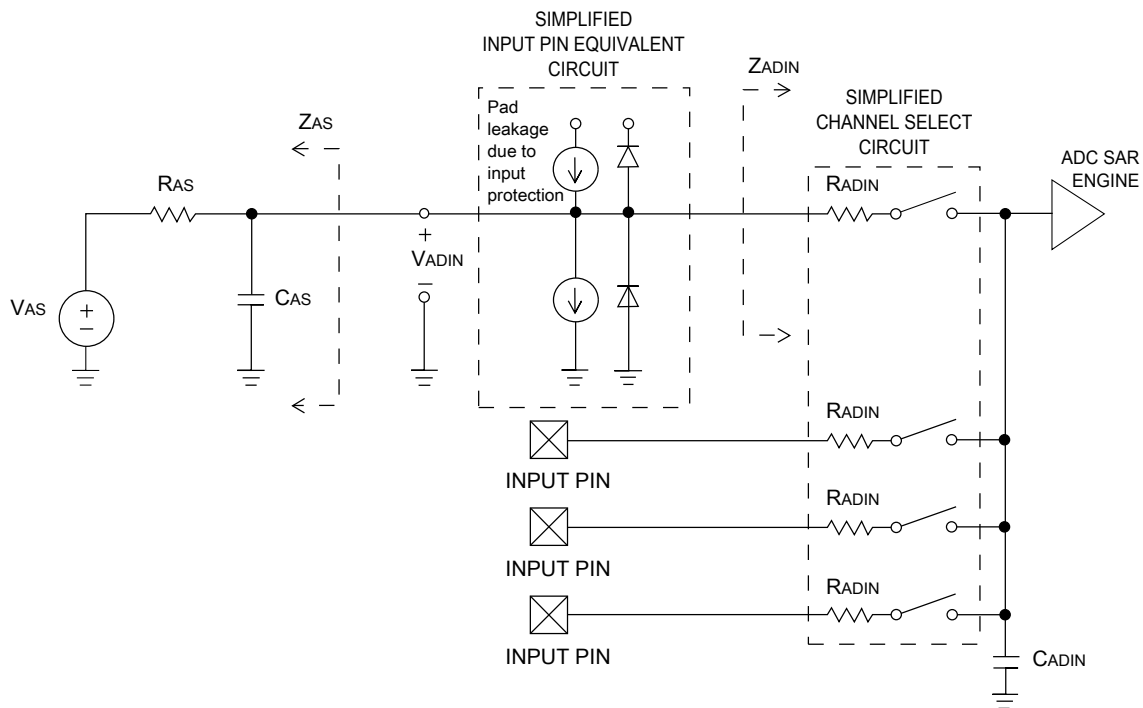 SIMPLIFIED
INPUT PIN EQUIVALENT
CIRCUIT
Pad
leakage
due to
input
protection
ZADIN
SIMPLIFIED
CHANNEL SELECT
CIRCUIT
ADC SAR
ENGINE
ZAS
RAS
RADIN
+
VADIN
–
CAS
VAS
+
–
RADIN
INPUT PIN
RADIN
INPUT PIN
RADIN
INPUT PIN
CADIN